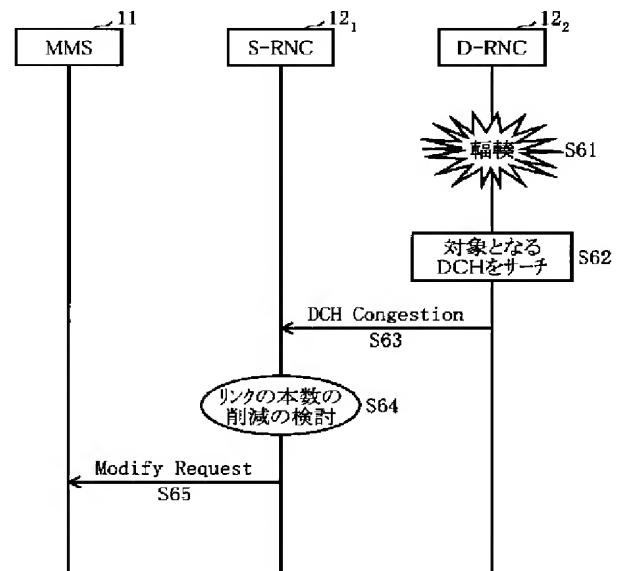 11
12₁
12₂
MMS
S-RNC
D-RNC
輻輳
S61
対象となる
DCHをサーチ
S62
DCH Congestion
S63
リンクの本数の
削減の検討
S64
Modify Request
S65